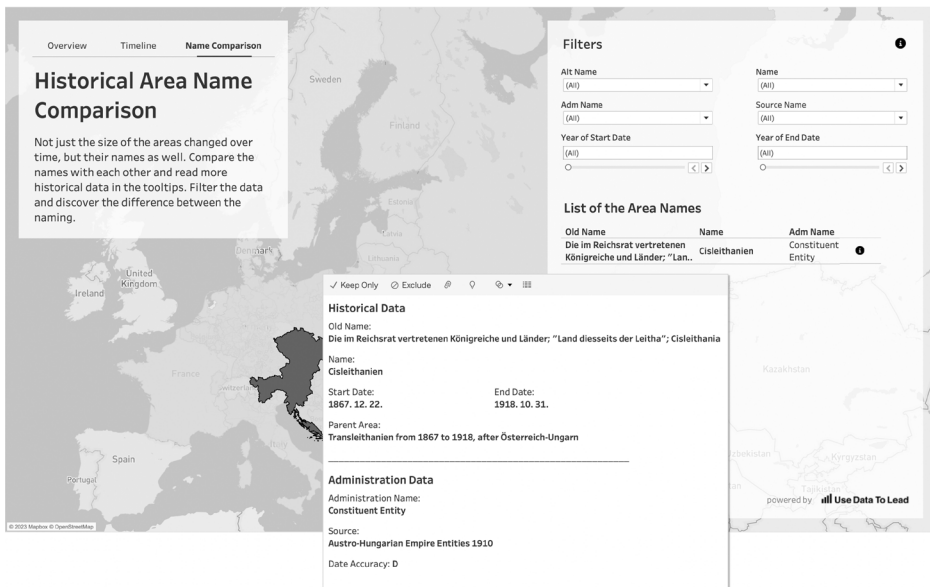 Overview Timeline Name Comparison
Historical Area Name
Comparison
Not just the size of the areas changed over
time, but their names as well. Compare the
names with each other and read more
historical data in the tooltips. Filter the data
and discover the difference between the
naming.
Sweden
Finland
Estonia
Latvia
Lithuania
Denmark
United
Kingdom
Ireland
France
Switzerlan
Italy
Spain
Portugal
© 2023 Mapbox © OpenStreetMap
Filters
Alt Name Name
(All) (All)
Adm Name Source Name
(All) (All)
Year of Start Date Year of End Date
(All) (All)
List of the Area Names
Old Name Name Adm Name
Die im Reichsrat vertretenen
Königreiche und Länder; "Lan..
Cisleithanien
Constituent
Entity
Kazakhstan
Uzbekistan
Kyrgyzstan
Tajikistan
powered by Use Data To Lead
Keep Only Exclude
Historical Data
Old Name:
Die im Reichsrat vertretenen Königreiche und Länder; "Land diesseits der Leitha"; Cisleithania
Name:
Cisleithanien
Start Date: End Date:
1867. 12. 22. 1918. 10. 31.
Parent Area:
Transleithanien from 1867 to 1918, after Österreich-Ungarn
Administration Data
Administration Name:
Constituent Entity
Source:
Austro-Hungarian Empire Entities 1910
Date Accuracy: D